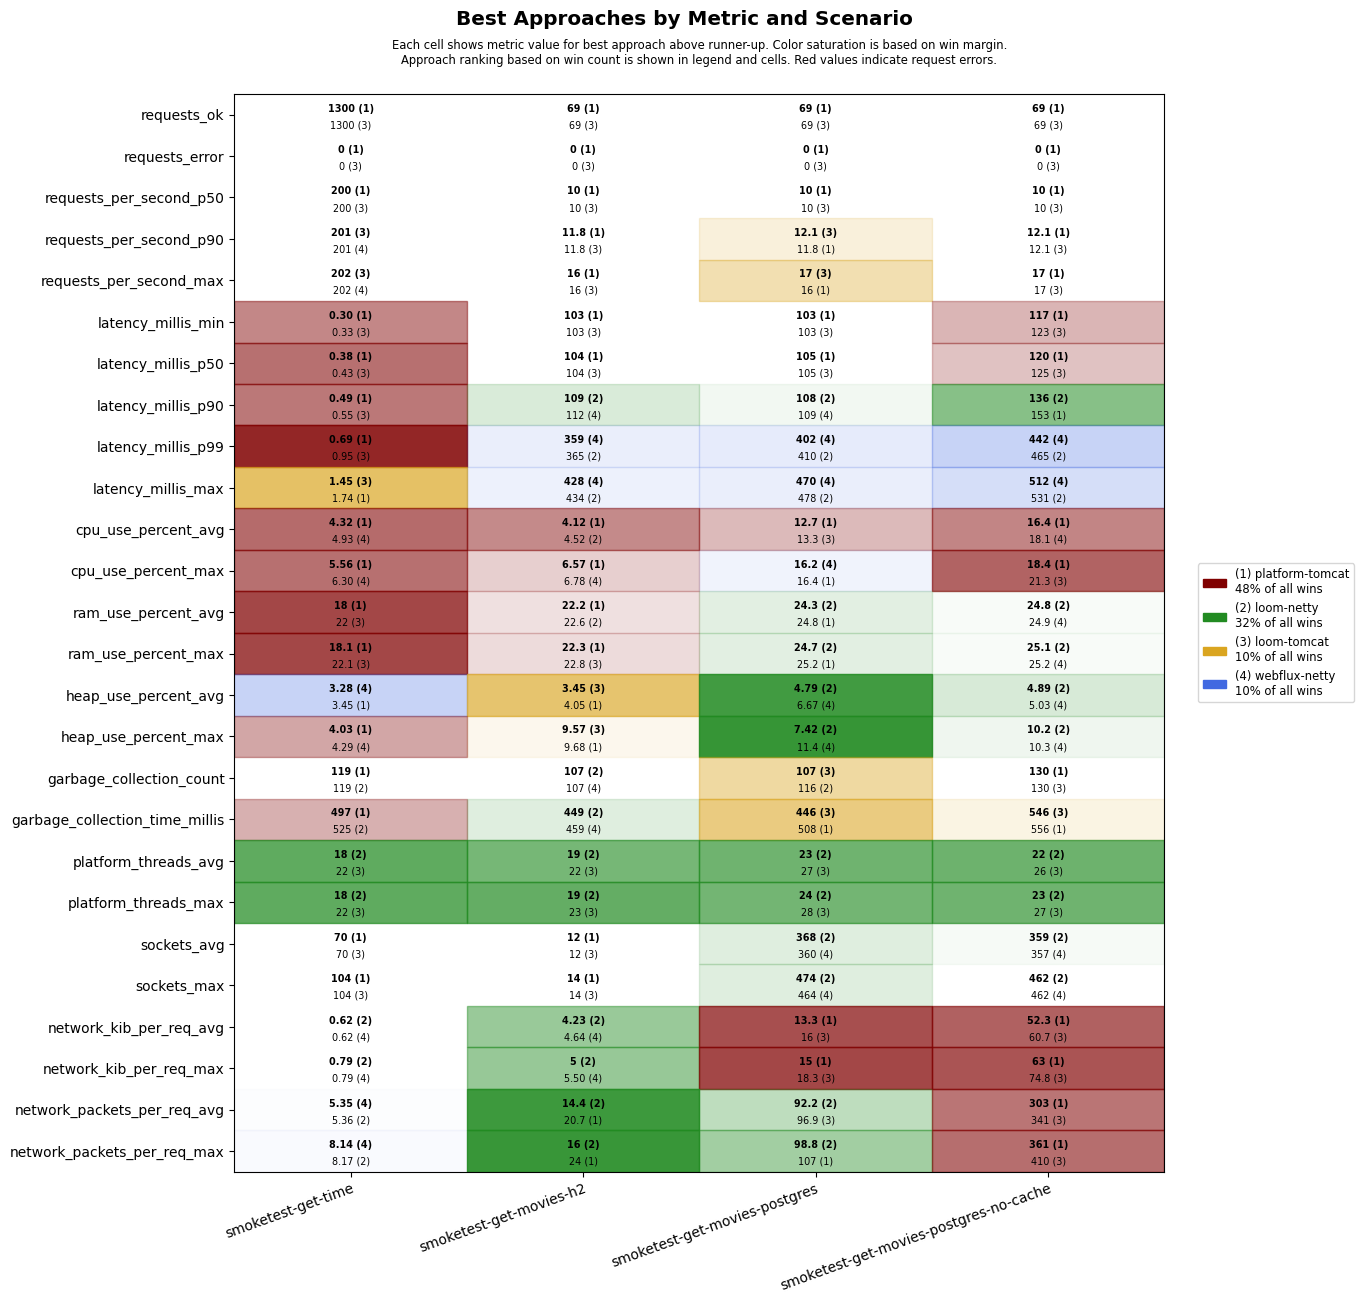 Best Approaches by Metric and Scenario
Each cell shows metric value for best approach above runner-up. Color saturation is based on win margin.
Approach ranking based on win count is shown in legend and cells. Red values indicate request errors.
requests_ok
1300 (1) 69 (1) 69 (1) 69 (1)
1300 (3) 69 (3) 69 (3) 69 (3)
requests_error
0 (1) 0 (1) 0 (1) 0 (1)
0 (3) 0 (3) 0 (3) 0 (3)
requests_per_second_p50
200 (1) 10 (1) 10 (1) 10 (1)
200 (3) 10 (3) 10 (3) 10 (3)
requests_per_second_p90
201 (3) 11.8 (1) 12.1 (3) 12.1 (1)
201 (4) 11.8 (3) 11.8 (1) 12.1 (3)
requests_per_second_max
202 (3) 16 (1) 17 (3) 17 (1)
202 (4) 16 (3) 16 (1) 17 (3)
latency_millis_min
0.30 (1) 103 (1) 103 (1) 117 (1)
0.33 (3) 103 (3) 103 (3) 123 (3)
latency_millis_p50
0.38 (1) 104 (1) 105 (1) 120 (1)
0.43 (3) 104 (3) 105 (3) 125 (3)
latency_millis_p90
0.49 (1) 109 (2) 108 (2) 136 (2)
0.55 (3) 112 (4) 109 (4) 153 (1)
latency_millis_p99
0.69 (1) 359 (4) 402 (4) 442 (4)
0.95 (3) 365 (2) 410 (2) 465 (2)
latency_millis_max
1.45 (3) 428 (4) 470 (4) 512 (4)
1.74 (1) 434 (2) 478 (2) 531 (2)
cpu_use_percent_avg
4.32 (1) 4.12 (1) 12.7 (1) 16.4 (1)
4.93 (4) 4.52 (2) 13.3 (3) 18.1 (4)
cpu_use_percent_max
5.56 (1) 6.57 (1) 16.2 (4) 18.4 (1)
6.30 (4) 6.78 (4) 16.4 (1) 21.3 (3)
ram_use_percent_avg
18 (1) 22.2 (1) 24.3 (2) 24.8 (2)
22 (3) 22.6 (2) 24.8 (1) 24.9 (4)
ram_use_percent_max
18.1 (1) 22.3 (1) 24.7 (2) 25.1 (2)
22.1 (3) 22.8 (3) 25.2 (1) 25.2 (4)
heap_use_percent_avg
3.28 (4) 3.45 (3) 4.79 (2) 4.89 (2)
3.45 (1) 4.05 (1) 6.67 (4) 5.03 (4)
heap_use_percent_max
4.03 (1) 9.57 (3) 7.42 (2) 10.2 (2)
4.29 (4) 9.68 (1) 11.4 (4) 10.3 (4)
garbage_collection_count
119 (1) 107 (2) 107 (3) 130 (1)
119 (2) 107 (4) 116 (2) 130 (3)
garbage_collection_time_millis
497 (1) 449 (2) 446 (3) 546 (3)
525 (2) 459 (4) 508 (1) 556 (1)
platform_threads_avg
18 (2) 19 (2) 23 (2) 22 (2)
22 (3) 22 (3) 27 (3) 26 (3)
platform_threads_max
18 (2) 19 (2) 24 (2) 23 (2)
22 (3) 23 (3) 28 (3) 27 (3)
sockets_avg
70 (1) 12 (1) 368 (2) 359 (2)
70 (3) 12 (3) 360 (4) 357 (4)
sockets_max
104 (1) 14 (1) 474 (2) 462 (2)
104 (3) 14 (3) 464 (4) 462 (4)
network_kib_per_req_avg
0.62 (2) 4.23 (2) 13.3 (1) 52.3 (1)
0.62 (4) 4.64 (4) 16 (3) 60.7 (3)
network_kib_per_req_max
0.79 (2) 5 (2) 15 (1) 63 (1)
0.79 (4) 5.50 (4) 18.3 (3) 74.8 (3)
network_packets_per_req_avg
5.35 (4) 14.4 (2) 92.2 (2) 303 (1)
5.36 (2) 20.7 (1) 96.9 (3) 341 (3)
network_packets_per_req_max
8.14 (4) 16 (2) 98.8 (2) 361 (1)
8.17 (2) 24 (1) 107 (1) 410 (3)
smoketest-get-time
smoketest-get-movies-h2
smoketest-get-movies-postgres
smoketest-get-movies-postgres-no-cache
(1) platform-tomcat
48% of all wins
(2) loom-netty
32% of all wins
(3) loom-tomcat
10% of all wins
(4) webflux-netty
10% of all wins